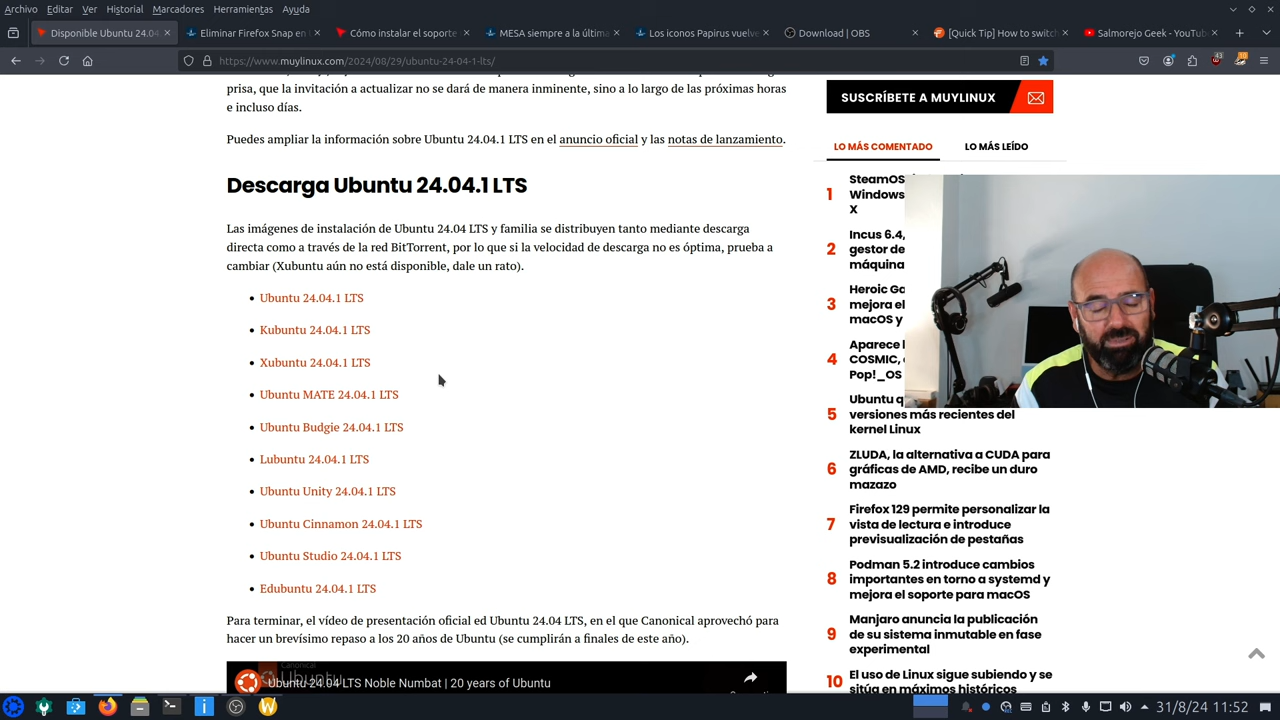 Archivo Editar Ver Historial Marcadores Herramientas Ayuda
Disponible Ubuntu 24.04
Eliminar Firefox Snap en
Cómo instalar el soporte
MESA siempre a la última
Los iconos Papirus vuelve
Download | OBS
[Quick Tip] How to switch
Salmorejo Geek - YouTub
https://www.muylinux.com/2024/08/29/ubuntu-24-04-1-lts/
prisa, que la invitación a actualizar no se dará de manera inminente, sino a lo largo de las próximas horas
e incluso días.
Puedes ampliar la información sobre Ubuntu 24.04.1 LTS en el anuncio oficial y las notas de lanzamiento.
Descarga Ubuntu 24.04.1 LTS
Las imágenes de instalación de Ubuntu 24.04 LTS y familia se distribuyen tanto mediante descarga
directa como a través de la red BitTorrent, por lo que si la velocidad de descarga no es óptima, prueba a
cambiar (Xubuntu aún no está disponible, dale un rato).
Ubuntu 24.04.1 LTS
Kubuntu 24.04.1 LTS
Xubuntu 24.04.1 LTS
Ubuntu MATE 24.04.1 LTS
Ubuntu Budgie 24.04.1 LTS
Lubuntu 24.04.1 LTS
Ubuntu Unity 24.04.1 LTS
Ubuntu Cinnamon 24.04.1 LTS
Ubuntu Studio 24.04.1 LTS
Edubuntu 24.04.1 LTS
Para terminar, el vídeo de presentación oficial ed Ubuntu 24.04 LTS, en el que Canonical aprovechó para
hacer un brevísimo repaso a los 20 años de Ubuntu (se cumplirán a finales de este año).
Canonical
Ubuntu
Ubuntu 24.04 LTS Noble Numbat | 20 years of Ubuntu
SUSCRÍBETE A MUYLINUX
LO MÁS COMENTADO LO MÁS LEÍDO
1 SteamOS
Windows
X
2 Incus 6.4,
gestor de
máquina
3 Heroic Ga
mejora el
macOS y
4 Aparece
COSMIC,
Pop!_OS
5 Ubuntu q
versiones más recientes del
kernel Linux
6 ZLUDA, la alternativa a CUDA para
gráficas de AMD, recibe un duro
mazazo
7 Firefox 129 permite personalizar la
vista de lectura e introduce
previsualización de pestañas
8 Podman 5.2 introduce cambios
importantes en torno a systemd y
mejora el soporte para macOS
9 Manjaro anuncia la publicación
de su sistema inmutable en fase
experimental
10 El uso de Linux sigue subiendo y se
sitúa en máximos históricos
31/8/24 11:52